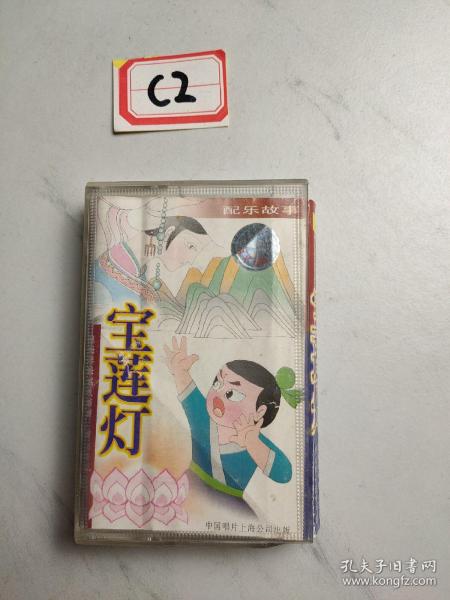 C2
配乐故事
宝莲灯
中国唱片上海公司出版
孔夫子旧书网
www.kongfz.com